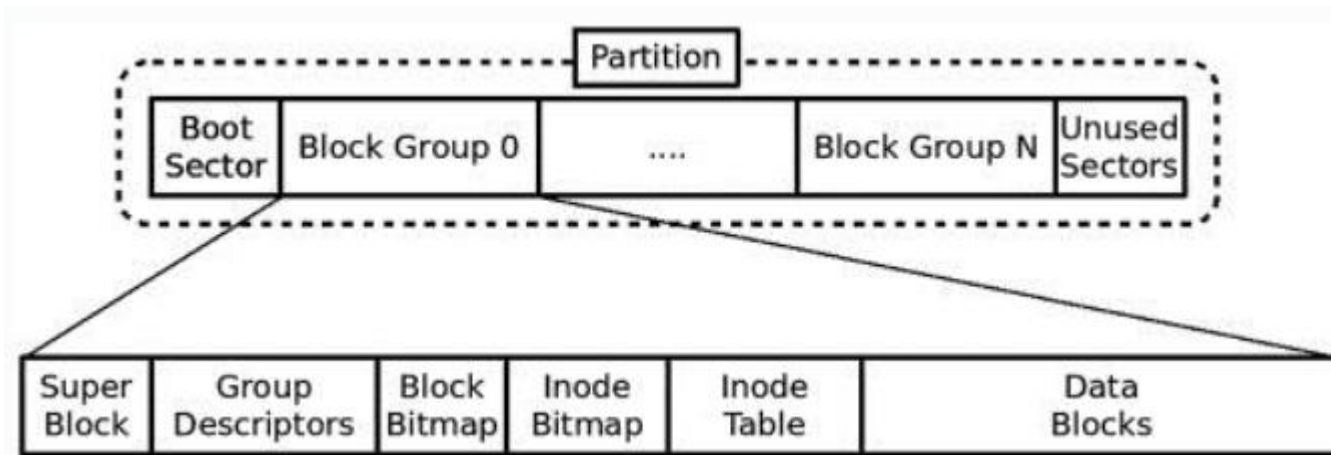 Partition
Boot
Sector
Block Group 0
....
Block Group N
Unused
Sectors
Super
Block
Group
Descriptors
Block
Bitmap
Inode
Bitmap
Inode
Table
Data
Blocks